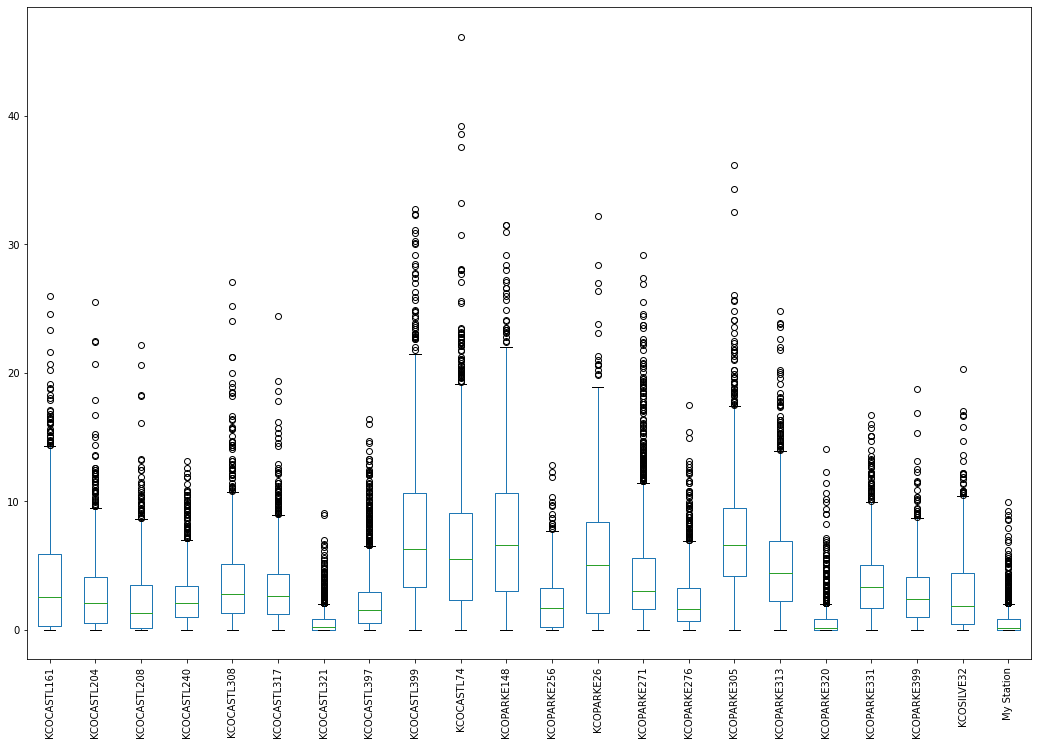 40
30
20
10
0
KCOCASTL161
KCOCASTL204
KCOCASTL208
KCOCASTL240
KCOCASTL308
KCOCASTL317
KCOCASTL321
KCOCASTL397
KCOCASTL399
KCOCASTL74
KCOPARKE148
KCOPARKE256
KCOPARKE26
KCOPARKE271
KCOPARKE276
KCOPARKE305
KCOPARKE313
KCOPARKE320
KCOPARKE331
KCOPARKE399
KCOSILVE32
My Station